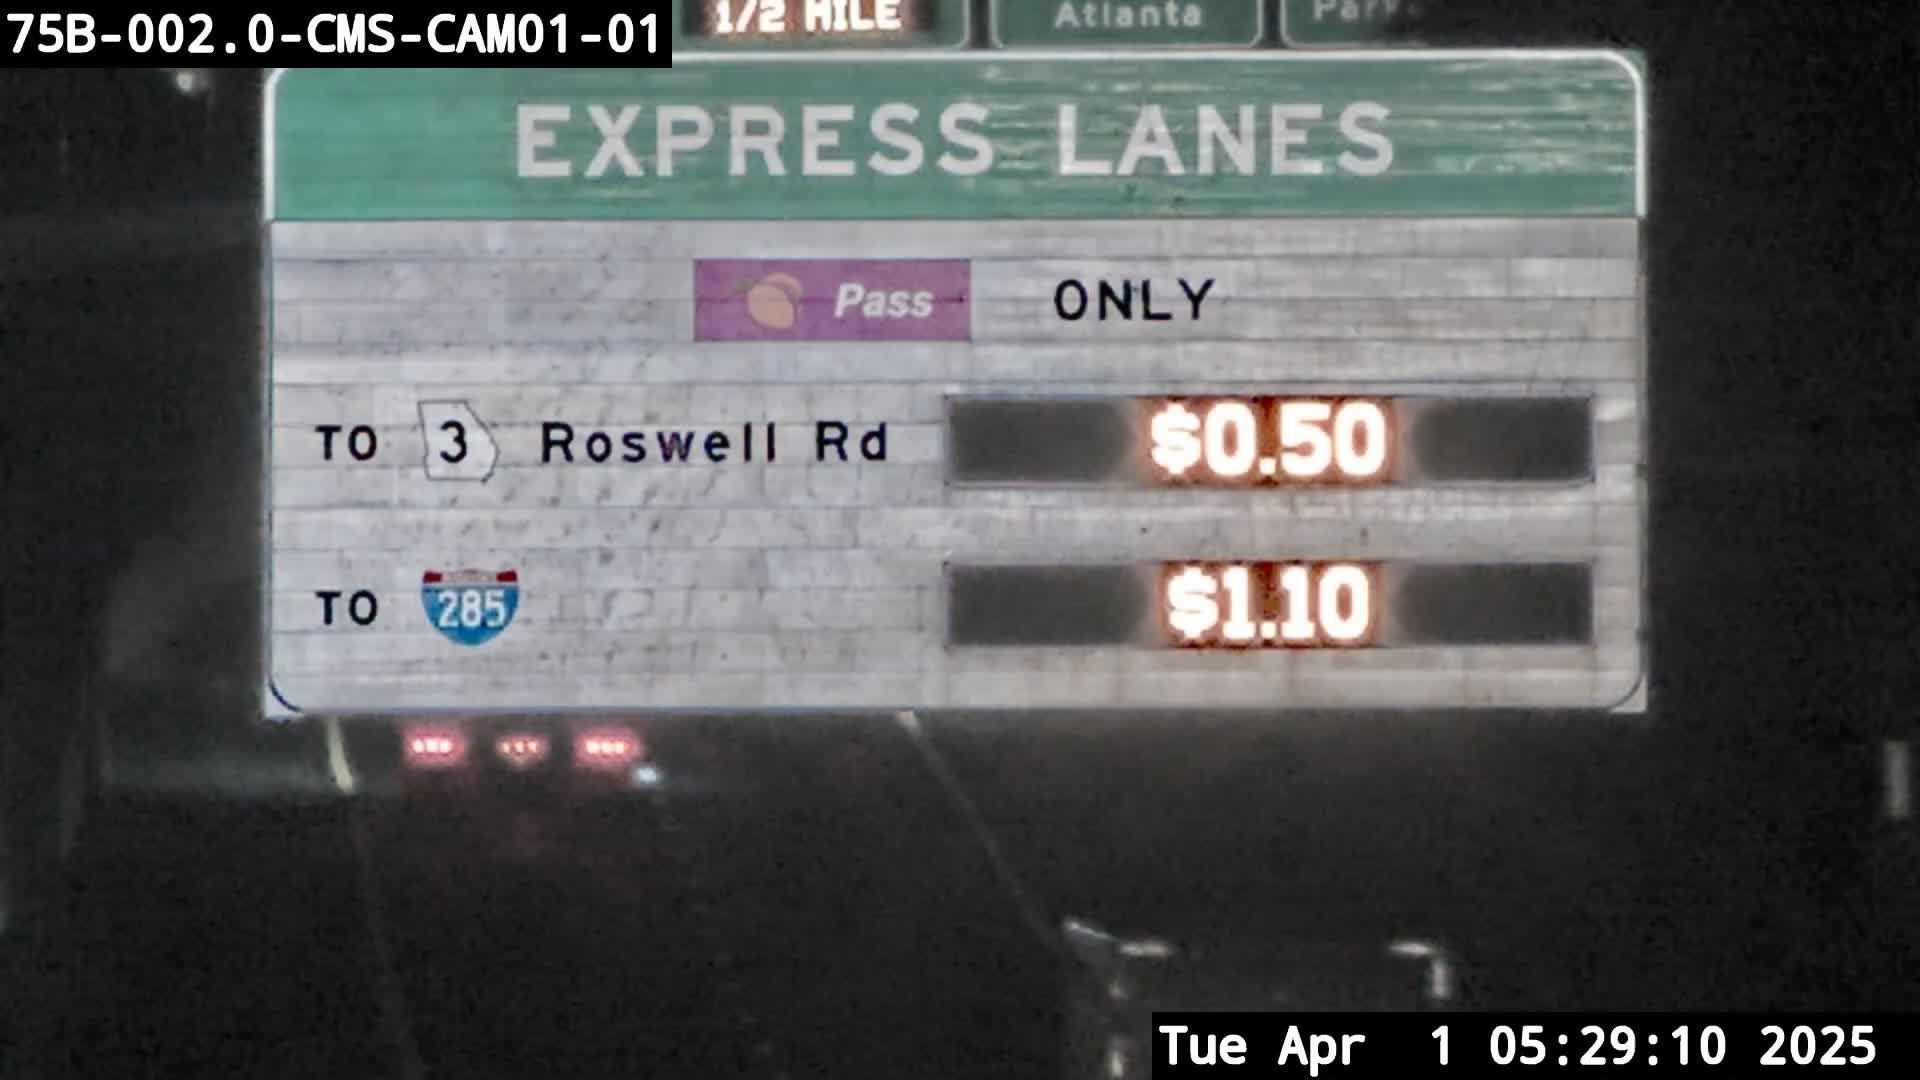 75B-002.0-CMS-CAM01-01
1/2 MILE
Atlanta
EXPRESS LANES
Pass ONLY
TO 3 Roswell Rd $0.50
TO 285 $1.10
Tue Apr 1 05:29:10 2025